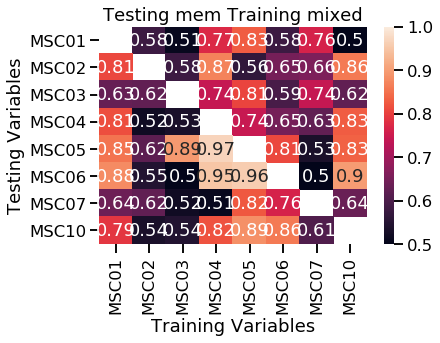 Testing mem Training mixed
MSC01 0.58 0.51 0.77 0.83 0.58 0.76 0.5
MSC02 0.81 0.58 0.87 0.56 0.65 0.66 0.86
MSC03 0.63 0.62 0.74 0.81 0.59 0.74 0.62
MSC04 0.81 0.52 0.53 0.74 0.65 0.63 0.83
MSC05 0.85 0.62 0.89 0.97 0.81 0.53 0.83
MSC06 0.88 0.55 0.5 0.95 0.96 0.5 0.9
MSC07 0.64 0.62 0.52 0.51 0.82 0.76 0.64
MSC10 0.79 0.54 0.54 0.82 0.89 0.86 0.61
Testing Variables
MSC01 MSC02 MSC03 MSC04 MSC05 MSC06 MSC07 MSC10
Training Variables
1.0
0.9
0.8
0.7
0.6
0.5